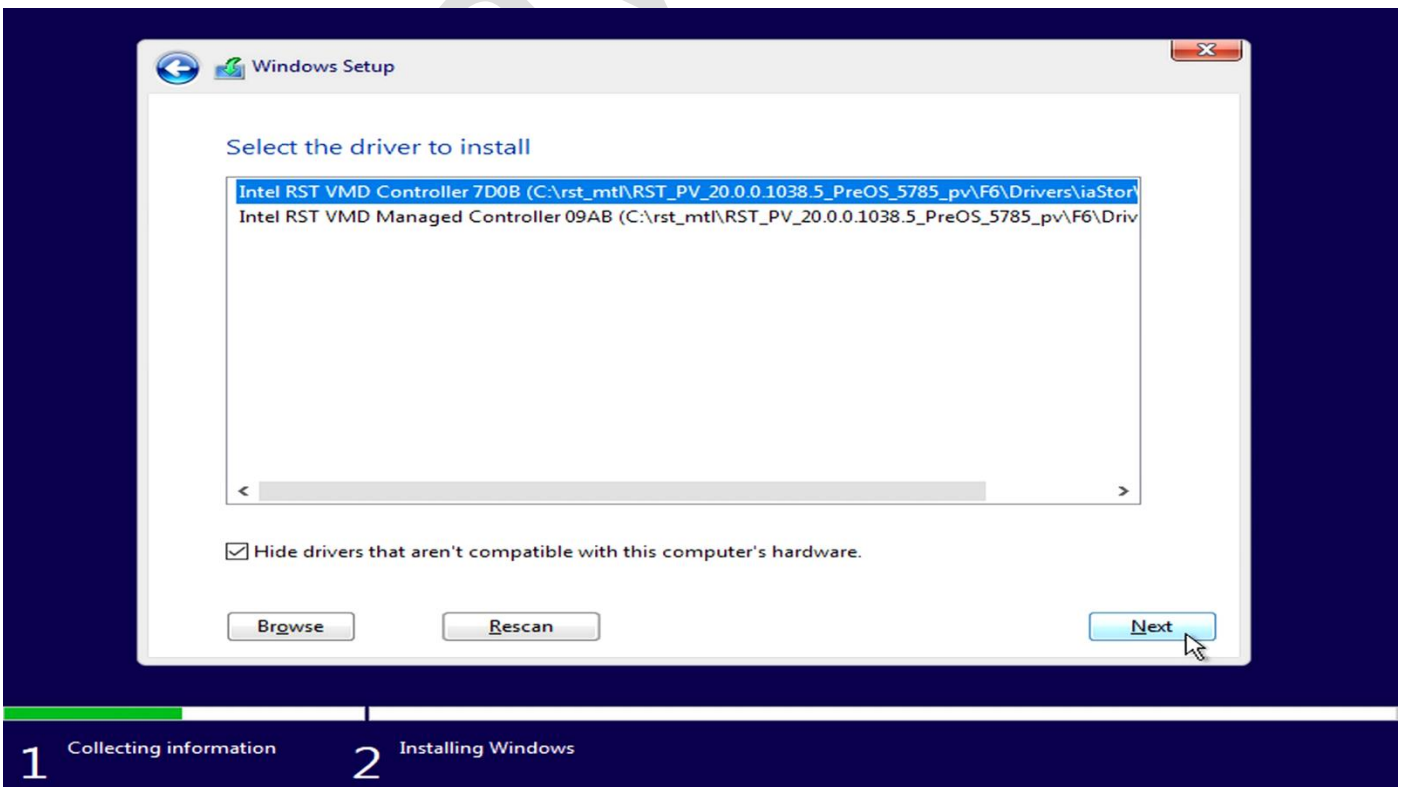 Windows Setup
Select the driver to install
Intel RST VMD Controller 7D0B (C:\rst_mtl\RST_PV_20.0.0.1038.5_PreOS_5785_pv\F6\Drivers\iaStor\
Intel RST VMD Managed Controller 09AB (C:\rst_mtl\RST_PV_20.0.0.1038.5_PreOS_5785_pv\F6\Driv
Hide drivers that aren't compatible with this computer's hardware.
Browse Rescan Next
1 Collecting information 2 Installing Windows